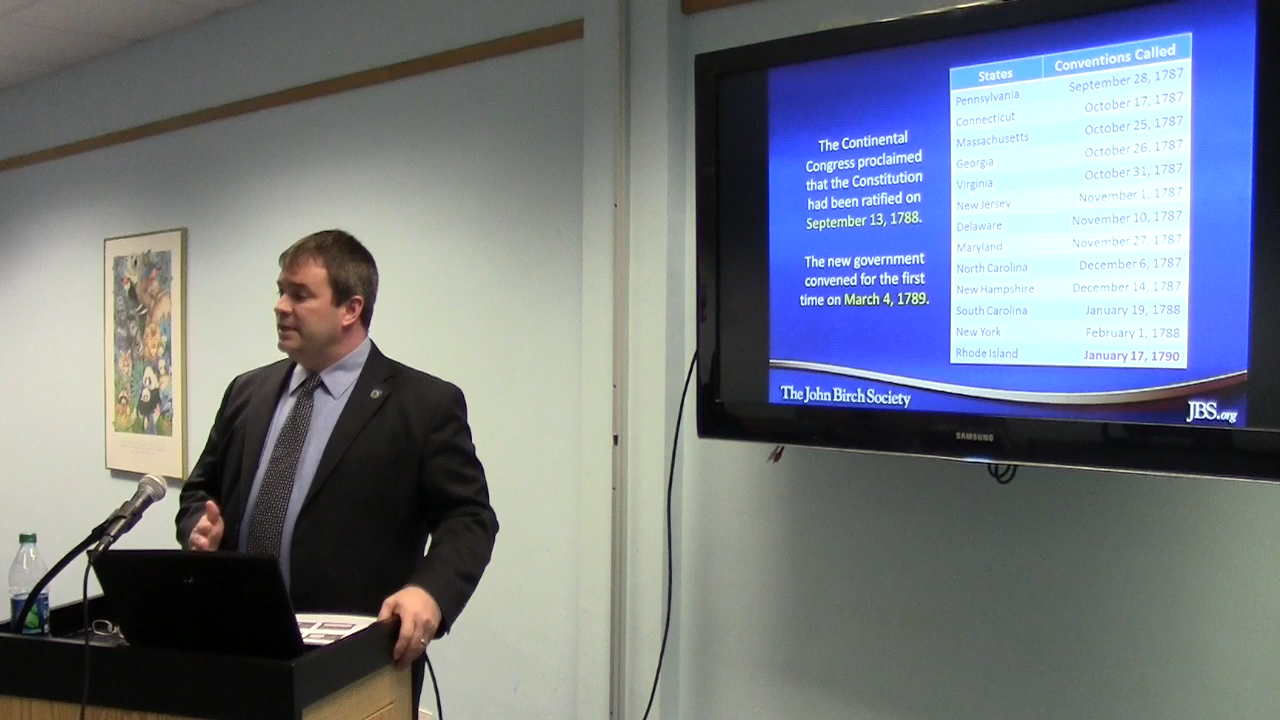 The Continental
Congress proclaimed
that the Constitution
had been ratified on
September 13, 1788.
The new government
convened for the first
time on March 4, 1789.
States Conventions Called
Pennsylvania September 28, 1787
Connecticut October 17, 1787
Massachusetts October 25, 1787
Georgia October 26, 1787
Virginia October 31, 1787
New Jersey November 1, 1787
Delaware November 10, 1787
Maryland November 27, 1787
North Carolina December 6, 1787
New Hampshire December 14, 1787
South Carolina January 19, 1788
New York February 1, 1788
Rhode Island January 17, 1790
The John Birch Society
JBS.org
SAMSUNG